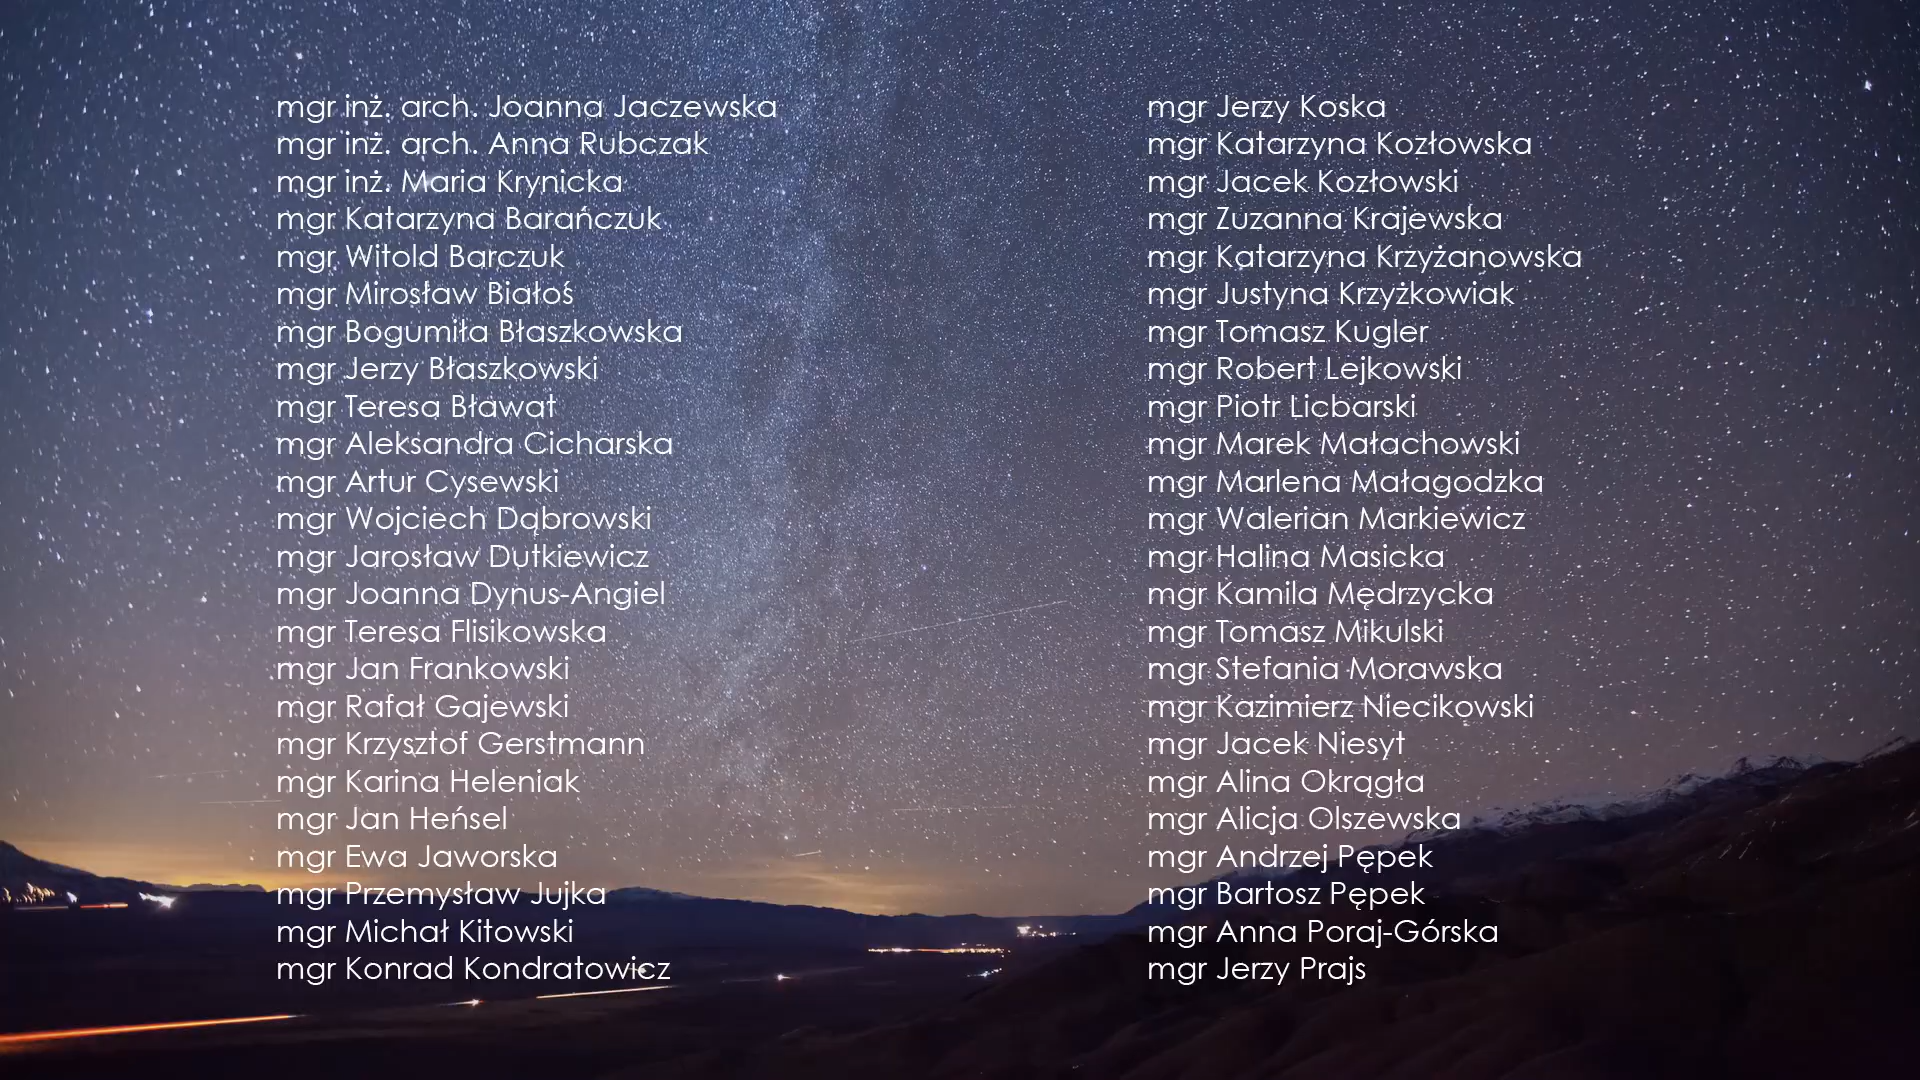 mgr inż. arch. Joanna Jaczewska
mgr inż. arch. Anna Rubczak
mgr inż. Maria Krynicka
mgr Katarzyna Barańczuk
mgr Witold Barczuk
mgr Mirosław Białoś
mgr Bogumiła Błaszkowska
mgr Jerzy Błaszkowski
mgr Teresa Bławat
mgr Aleksandra Cicharska
mgr Artur Cysewski
mgr Wojciech Dąbrowski
mgr Jarosław Dutkiewicz
mgr Joanna Dynus-Angiel
mgr Teresa Flisikowska
mgr Jan Frankowski
mgr Rafał Gajewski
mgr Krzysztof Gerstmann
mgr Karina Heleniak
mgr Jan Heńsel
mgr Ewa Jaworska
mgr Przemysław Jujka
mgr Michał Kitowski
mgr Konrad Kondratowicz
mgr Jerzy Koska
mgr Katarzyna Kozłowska
mgr Jacek Kozłowski
mgr Zuzanna Krajewska
mgr Katarzyna Krzyżanowska
mgr Justyna Krzyżkowiak
mgr Tomasz Kugler
mgr Robert Lejkowski
mgr Piotr Licbarski
mgr Marek Małachowski
mgr Marlena Małagodzka
mgr Walerian Markiewicz
mgr Halina Masicka
mgr Kamila Mędrzycka
mgr Tomasz Mikulski
mgr Stefania Morawska
mgr Kazimierz Niecikowski
mgr Jacek Niesyt
mgr Alina Okrągła
mgr Alicja Olszewska
mgr Andrzej Pępek
mgr Bartosz Pępek
mgr Anna Poraj-Górska
mgr Jerzy Prajs